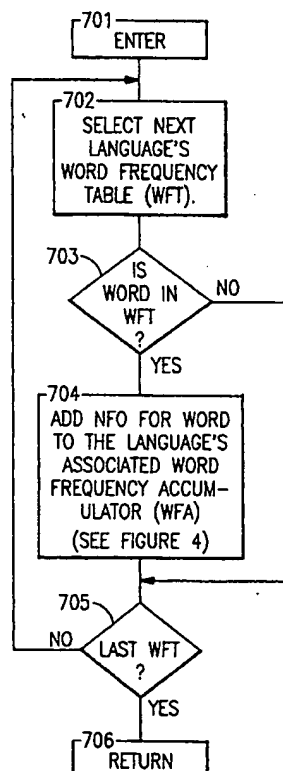 701
ENTER
702
SELECT NEXT
LANGUAGE'S
WORD FREQUENCY
TABLE (WFT).
703
IS
WORD IN
WFT
?
NO
YES
704
ADD NFO FOR WORD
TO THE LANGUAGE'S
ASSOCIATED WORD
FREQUENCY ACCUM-
ULATOR (WFA)
(SEE FIGURE 4)
705
NO
LAST WFT
?
YES
706
RETURN